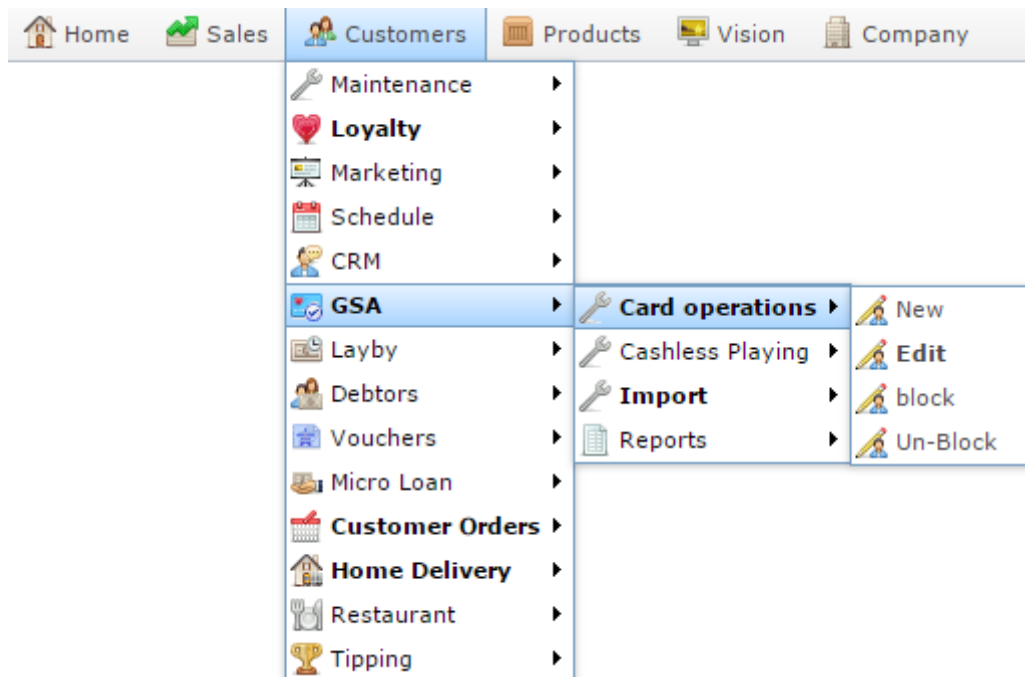 Home Sales Customers Products Vision Company
Maintenance
Loyalty
Marketing
Schedule
CRM
GSA Card operations New
Layby Cashless Playing Edit
Debtors Import block
Vouchers Reports Un-Block
Micro Loan
Customer Orders
Home Delivery
Restaurant
Tipping